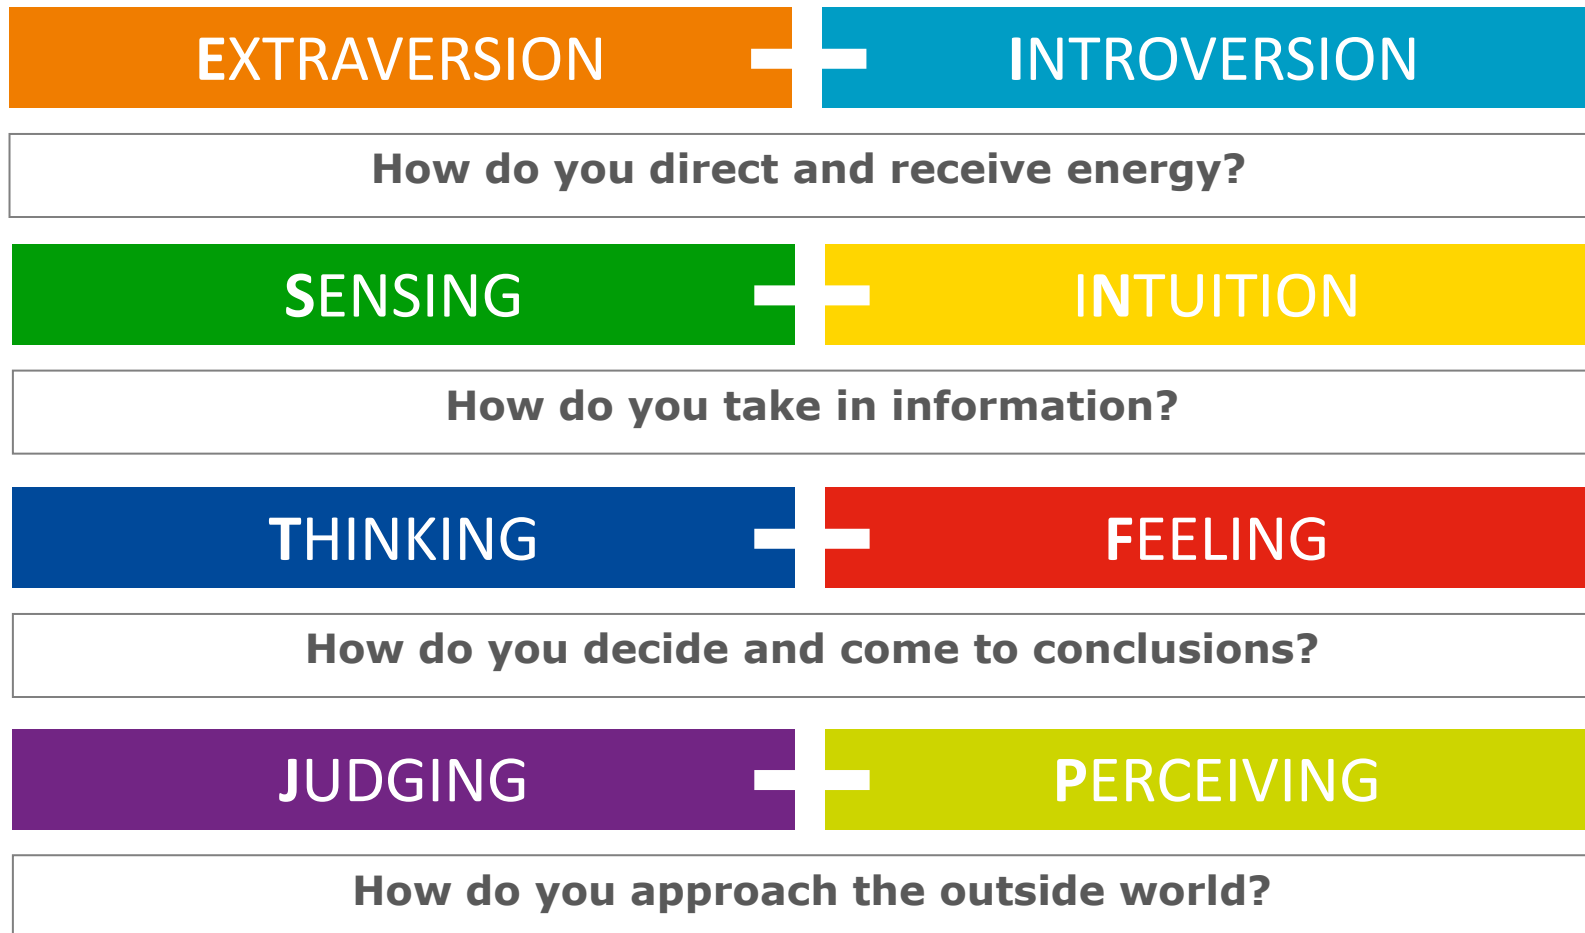 EXTRAVERSION INTROVERSION
How do you direct and receive energy?
SENSING INTUITION
How do you take in information?
THINKING FEELING
How do you decide and come to conclusions?
JUDGING PERCEIVING
How do you approach the outside world?